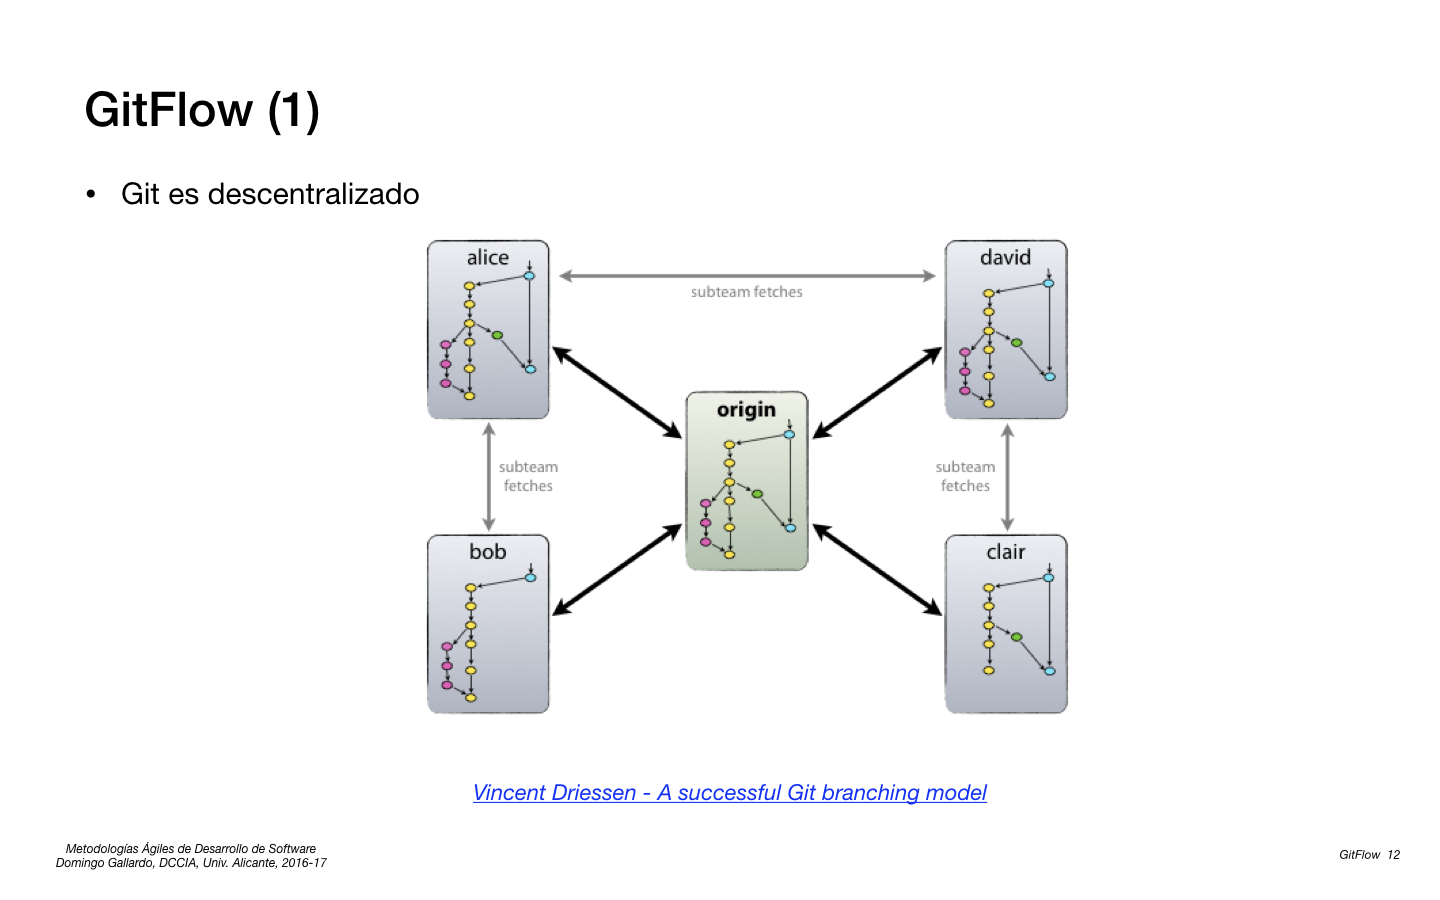 GitFlow (1)
• Git es descentralizado
alice
david
subteam fetches
origin
subteam
fetches
subteam
fetches
bob
clair
Vincent Driessen - A successful Git branching model
Metodologías Ágiles de Desarrollo de Software
Domingo Gallardo, DCCIA, Univ. Alicante, 2016-17
GitFlow 12